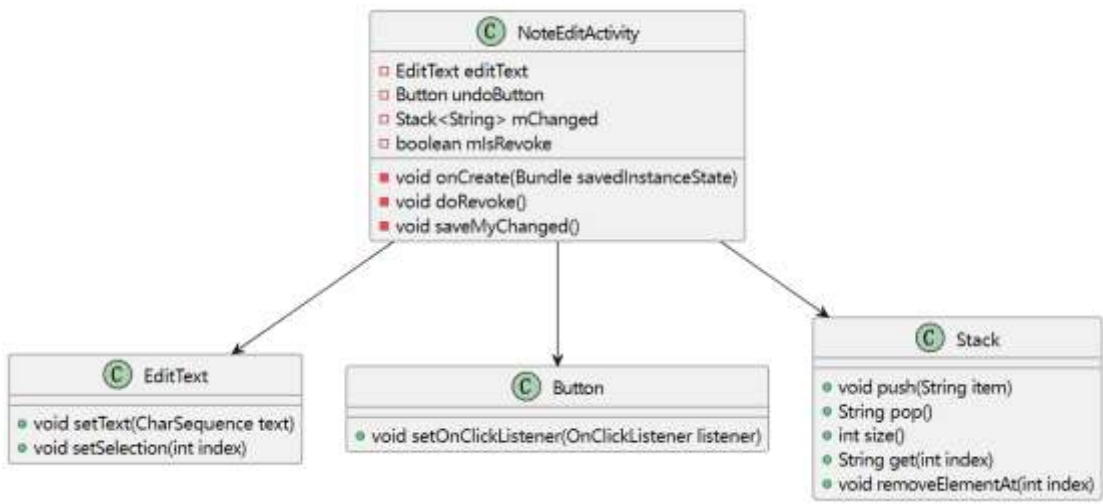 C NoteEditActivity
EditText editText
Button undoButton
Stack<String> mChanged
boolean mIsRevoke
void onCreate(Bundle savedInstanceState)
void doRevoke()
void saveMyChanged()
C EditText
void setText(CharSequence text)
void setSelection(int index)
C Button
void setOnClickListener(OnClickListener listener)
C Stack
void push(String item)
String pop()
int size()
String get(int index)
void removeElementAt(int index)